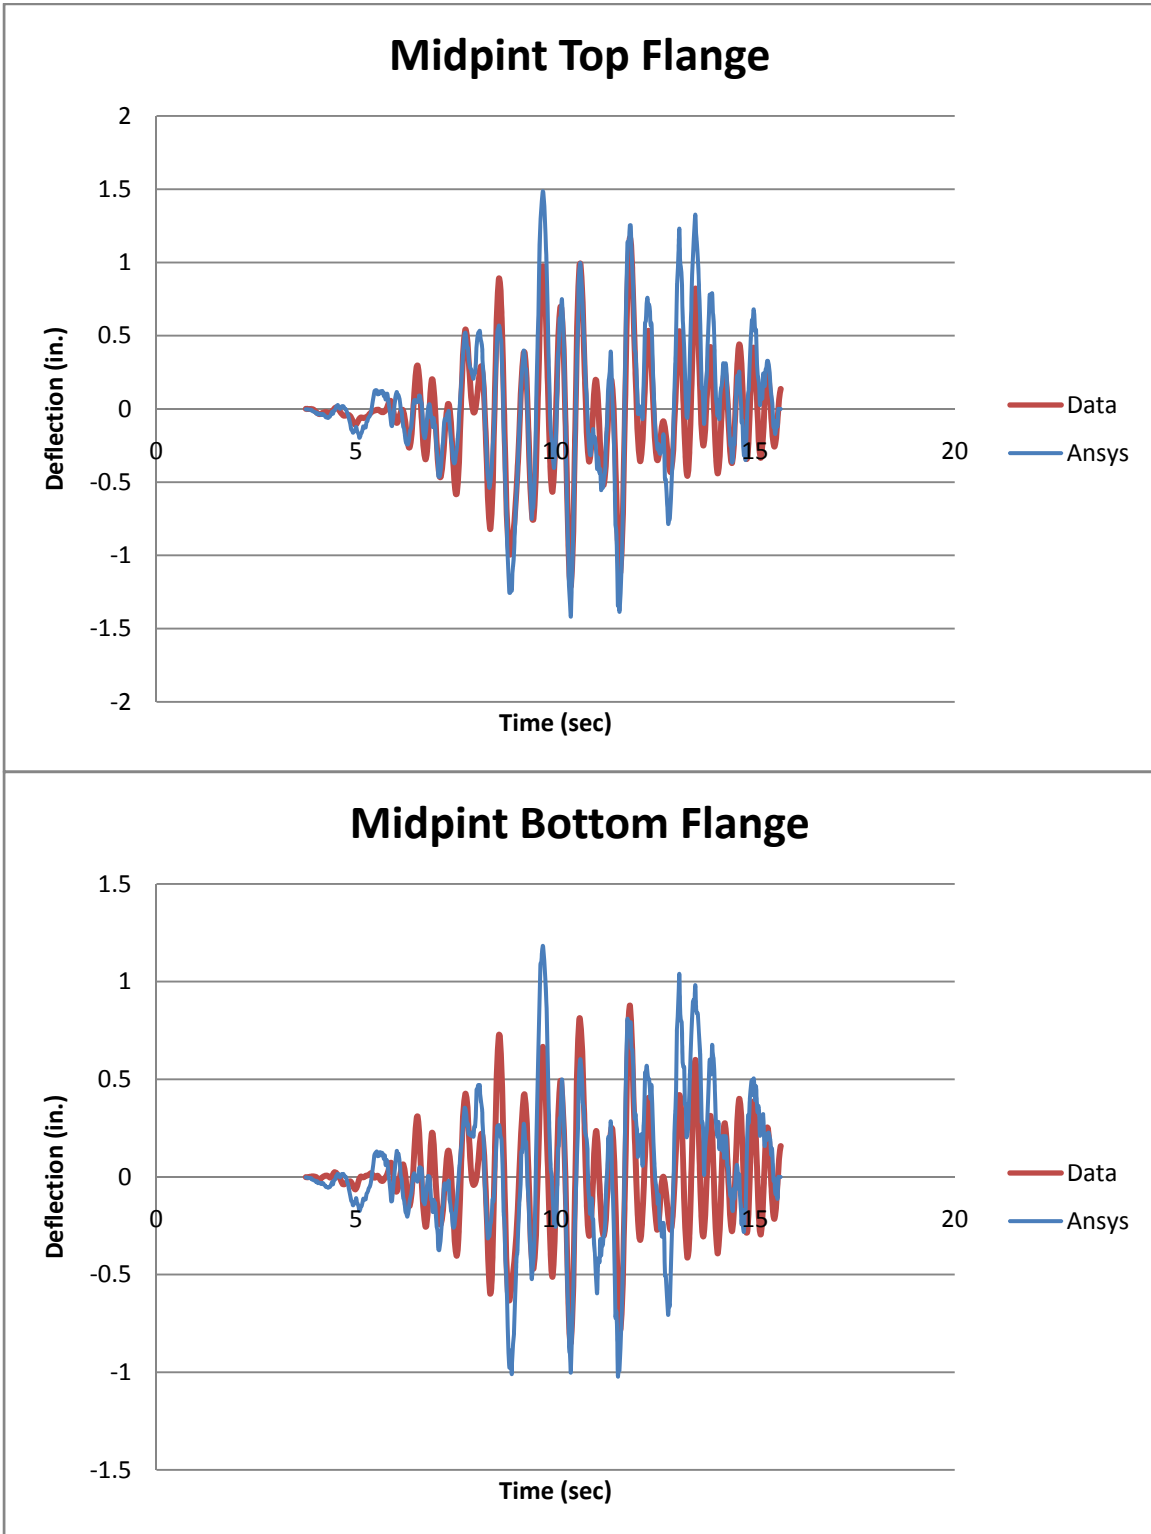 Midpint Top Flange
2
1.5
1
0.5
0
-0.5
-1
-1.5
-2
0
5
10
15
20
Deflection (in.)
Time (sec)
Data
Ansys
Midpint Bottom Flange
1.5
1
0.5
0
-0.5
-1
-1.5
0
5
10
15
20
Deflection (in.)
Time (sec)
Data
Ansys